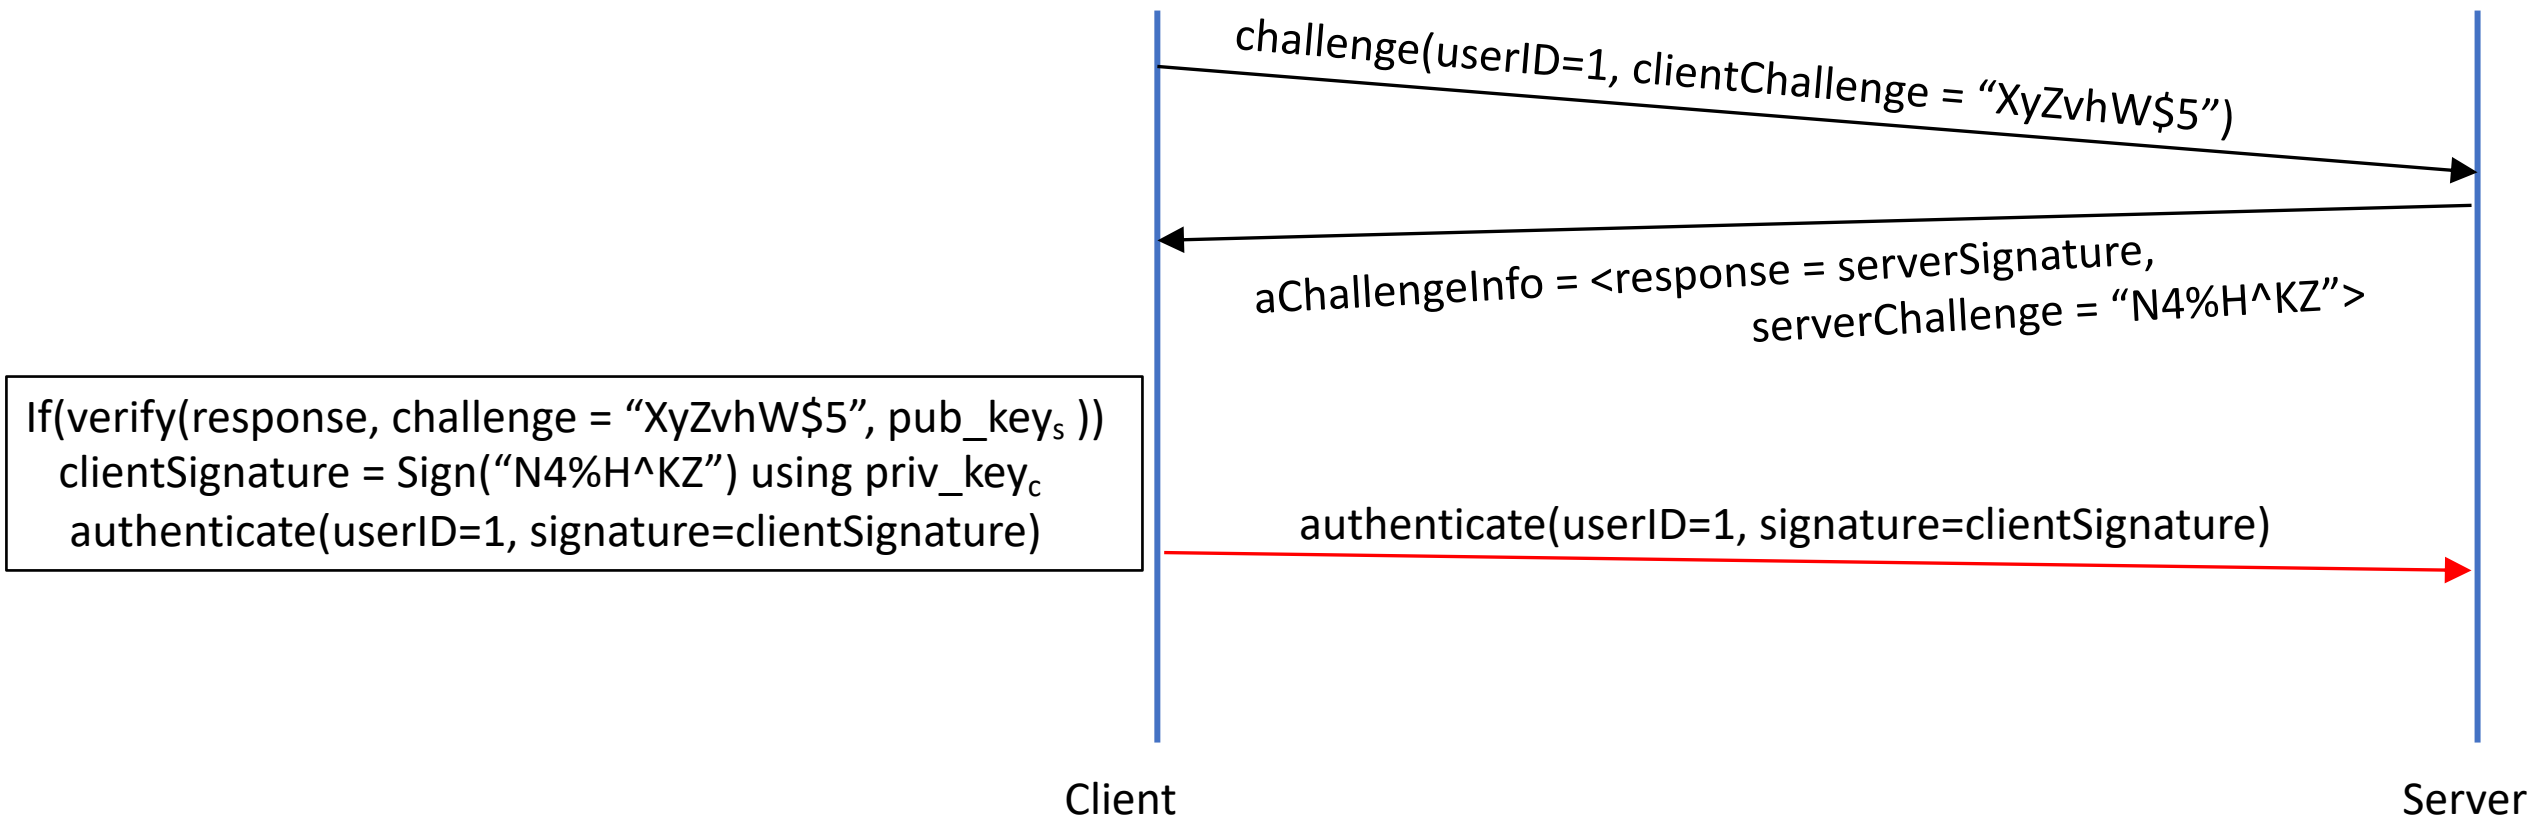 challenge(userID=1, clientChallenge = “XyZvhW$5”)
aChallengeInfo = <response = serverSignature,
serverChallenge = “N4%H^KZ”>
If(verify(response, challenge = “XyZvhW$5”, pub_keyₛ ))
clientSignature = Sign(“N4%H^KZ”) using priv_key_c
authenticate(userID=1, signature=clientSignature)
authenticate(userID=1, signature=clientSignature)
Client
Server